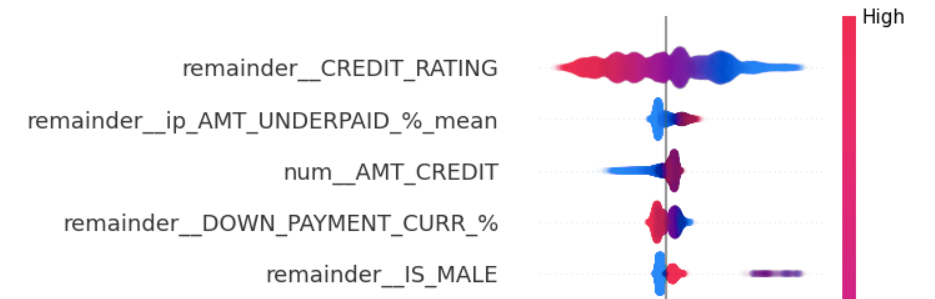 High
remainder__CREDIT_RATING
remainder__ip_AMT_UNDERPAID_%_mean
num__AMT_CREDIT
remainder__DOWN_PAYMENT_CURR_%
remainder__IS_MALE